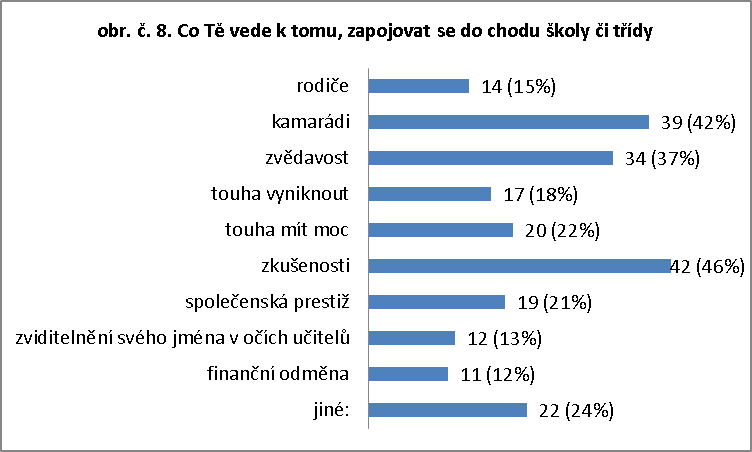 obr. č. 8. Co Tě vede k tomu, zapojovat se do chodu školy či třídy
rodiče 14 (15%)
kamarádi 39 (42%)
zvědavost 34 (37%)
touha vyniknout 17 (18%)
touha mít moc 20 (22%)
zkušenosti 42 (46%)
společenská prestiž 19 (21%)
zviditelnění svého jména v očích učitelů 12 (13%)
finanční odměna 11 (12%)
jiné: 22 (24%)